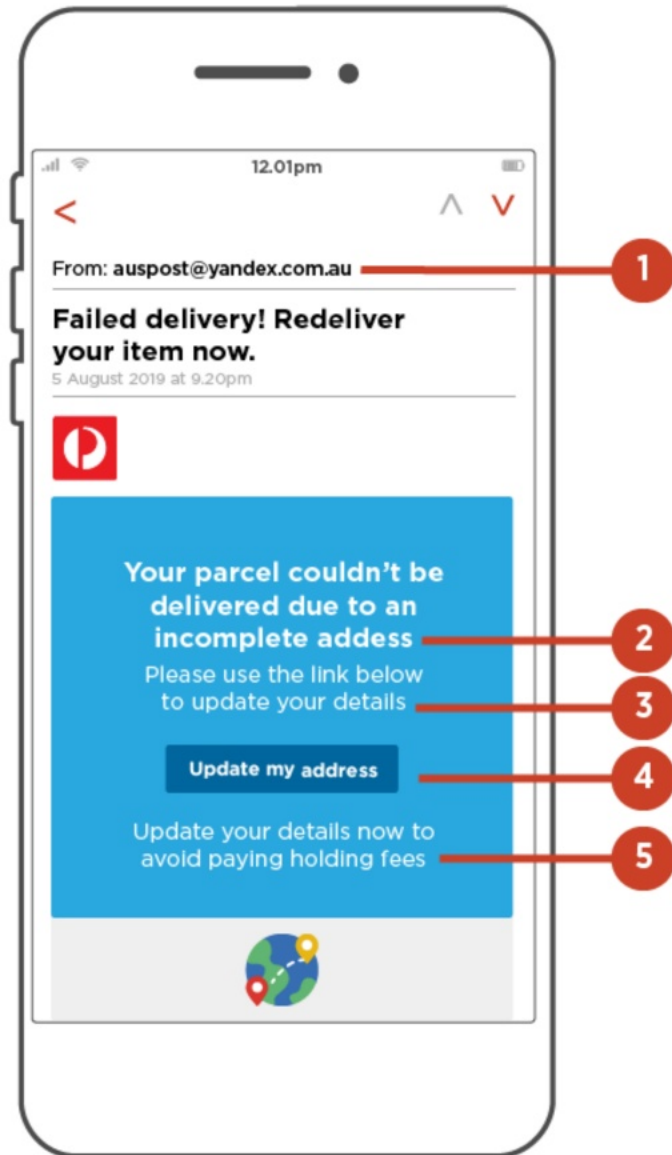 12.01pm
From: auspost@yandex.com.au
1
Failed delivery! Redeliver
your item now.
5 August 2019 at 9.20pm
Your parcel couldn't be
delivered due to an
incomplete addess
2
Please use the link below
to update your details
3
Update my address
4
Update your details now to
avoid paying holding fees
5